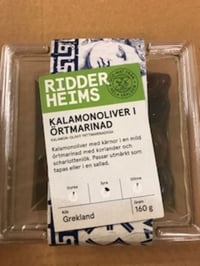 RIDDER
HEIMS
KALAMONOLIVER I
ÖRTMARINAD
Kalamonoliver med kärnor i en mild
örtmarinad med koriander och
schalottenlök. Passar utmärkt som
tapas eller i en sallad.
Syrlig
Grekland
160 g